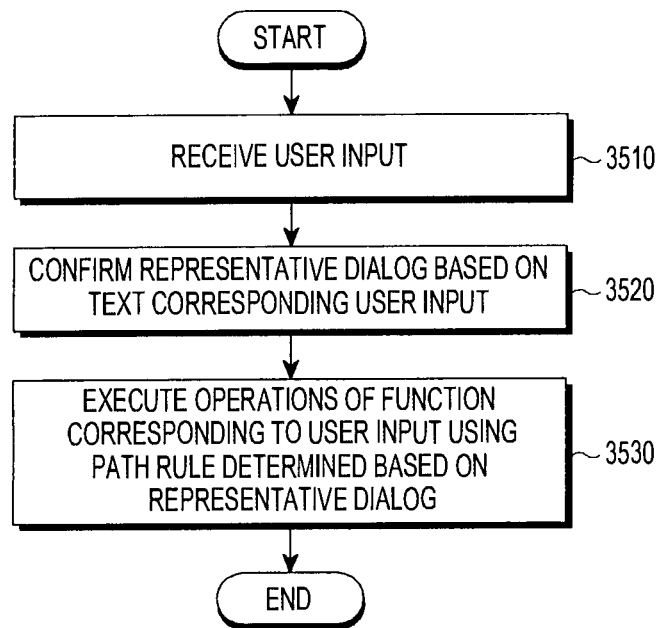 START
RECEIVE USER INPUT
3510
CONFIRM REPRESENTATIVE DIALOG BASED ON
TEXT CORRESPONDING USER INPUT
3520
EXECUTE OPERATIONS OF FUNCTION
CORRESPONDING TO USER INPUT USING
PATH RULE DETERMINED BASED ON
REPRESENTATIVE DIALOG
3530
END